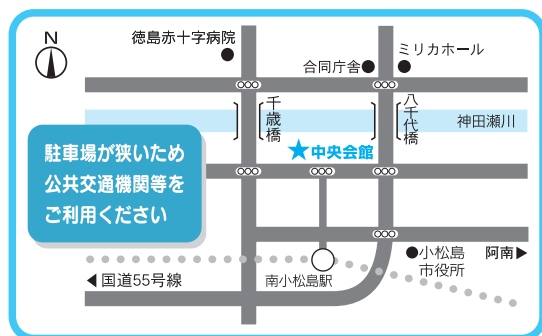 N
徳島赤十字病院
合同庁舎
ミリカホール
千歳橋
八千代橋
神田瀬川
中央会館
駐車場が狭いため
公共交通機関等を
ご利用ください
小松島
市役所
阿南
国道55号線
南小松島駅